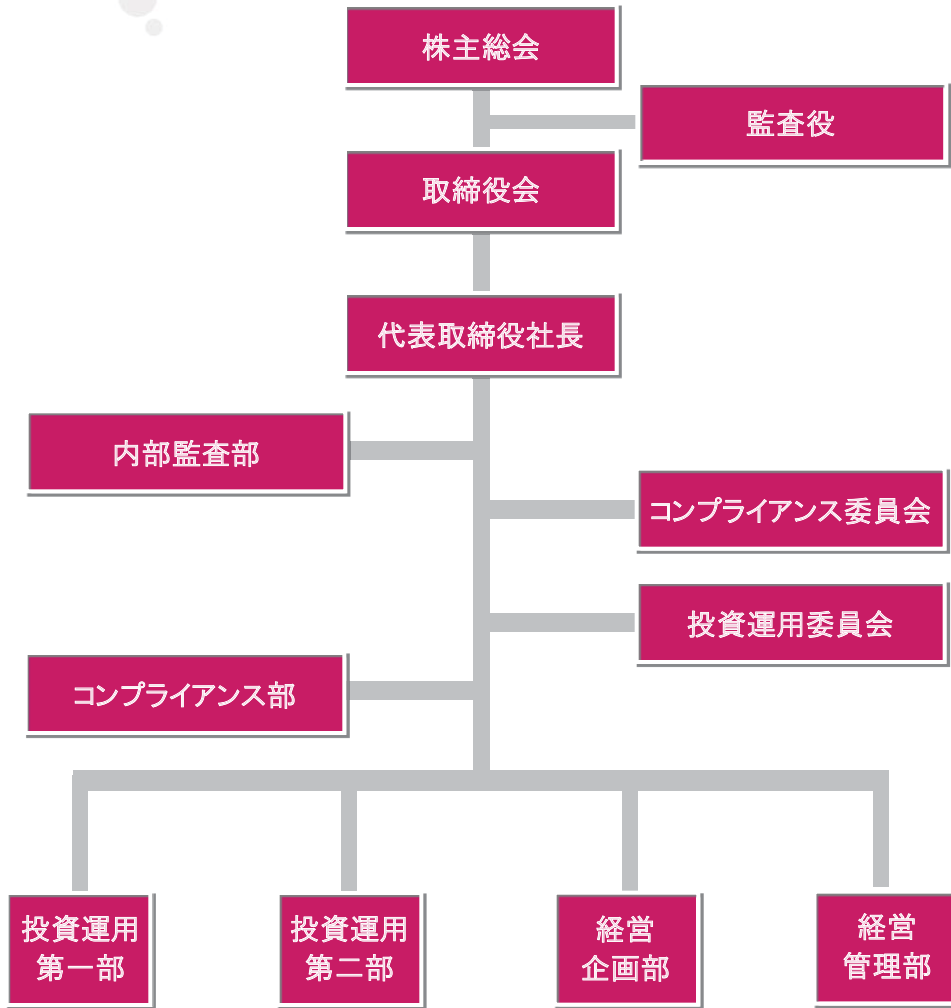 株主総会
監査役
取締役会
代表取締役社長
内部監査部
コンプライアンス委員会
投資運用委員会
コンプライアンス部
投資運用
第一部
投資運用
第二部
経営
企画部
経営
管理部